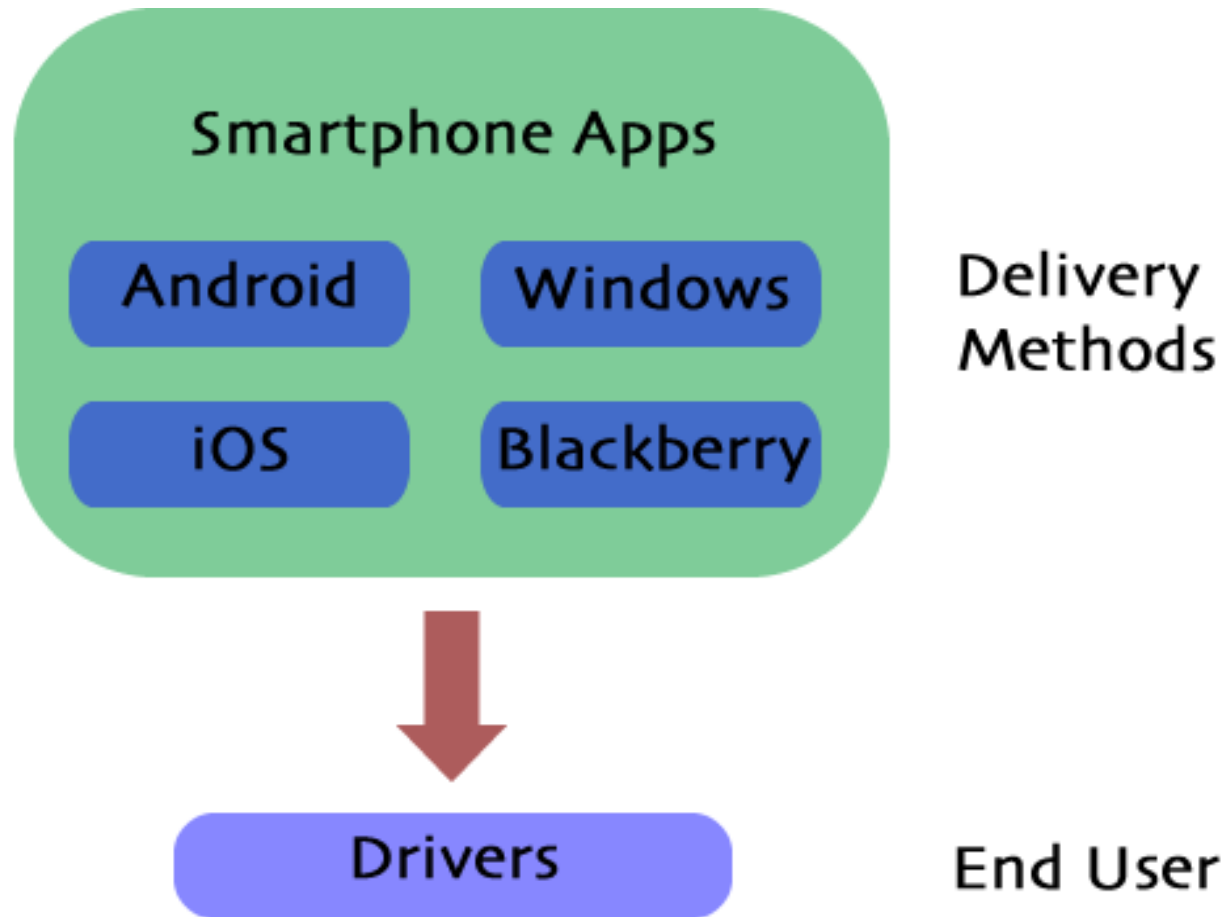 Smartphone Apps
Android
Windows
Delivery
Methods
iOS
Blackberry
Drivers
End User